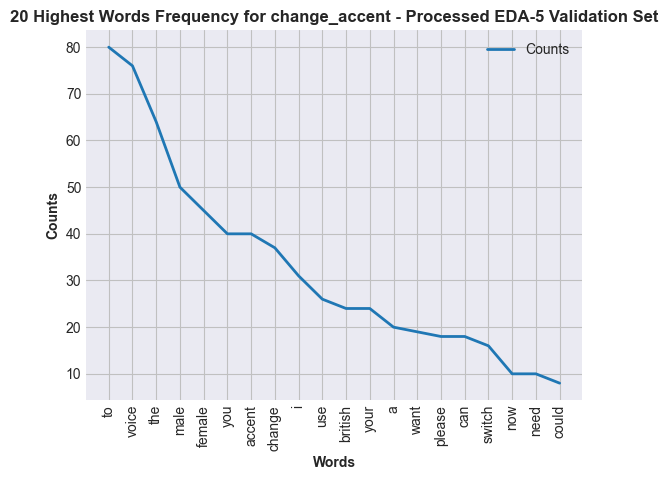 20 Highest Words Frequency for change_accent - Processed EDA-5 Validation Set
Counts
80
70
60
50
40
30
20
10
Counts
to
voice
the
male
female
you
accent
change
i
use
british
your
a
want
please
can
switch
now
need
could
Words